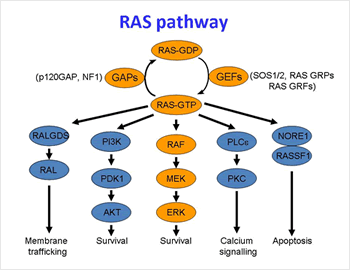 RAS pathway
RAS-GDP
(p120GAP, NF1)
GAPs
GEFs
(SOS1/2, RAS GRPs
RAS GRFs)
RAS-GTP
RALGDS
PI3K
RAF
PLCε
NORE1
RASSF1
RAL
PDK1
MEK
PKC
AKT
ERK
Membrane
trafficking
Survival
Survival
Calcium
signalling
Apoptosis